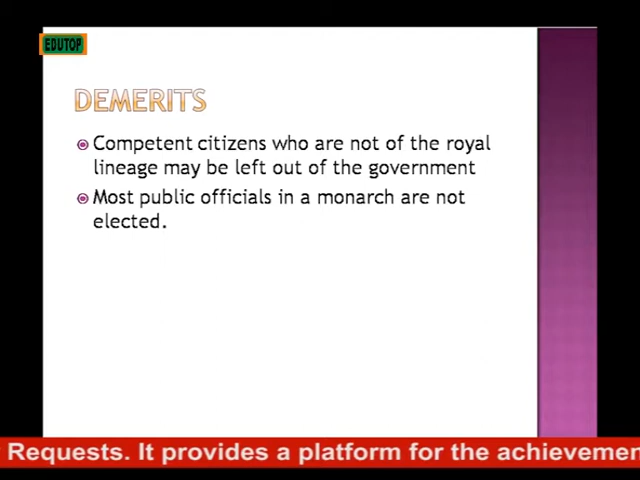 EDUTOP
DEMERITS
Competent citizens who are not of the royal
lineage may be left out of the government
Most public officials in a monarch are not
elected.
Requests. It provides a platform for the achievemen